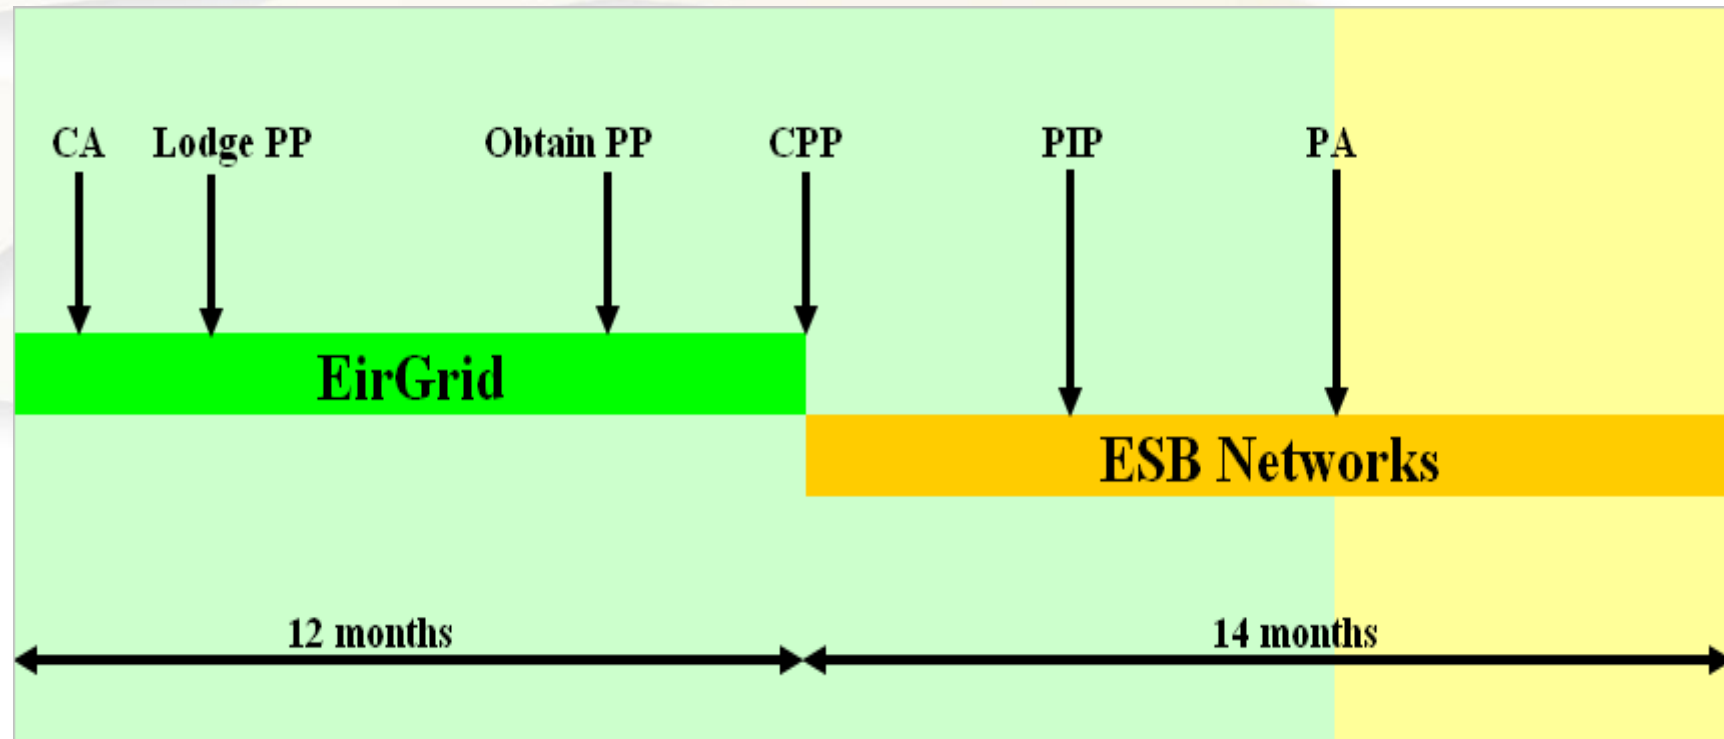 CA Lodge PP Obtain PP CPP PIP PA
EirGrid
ESB Networks
12 months 14 months